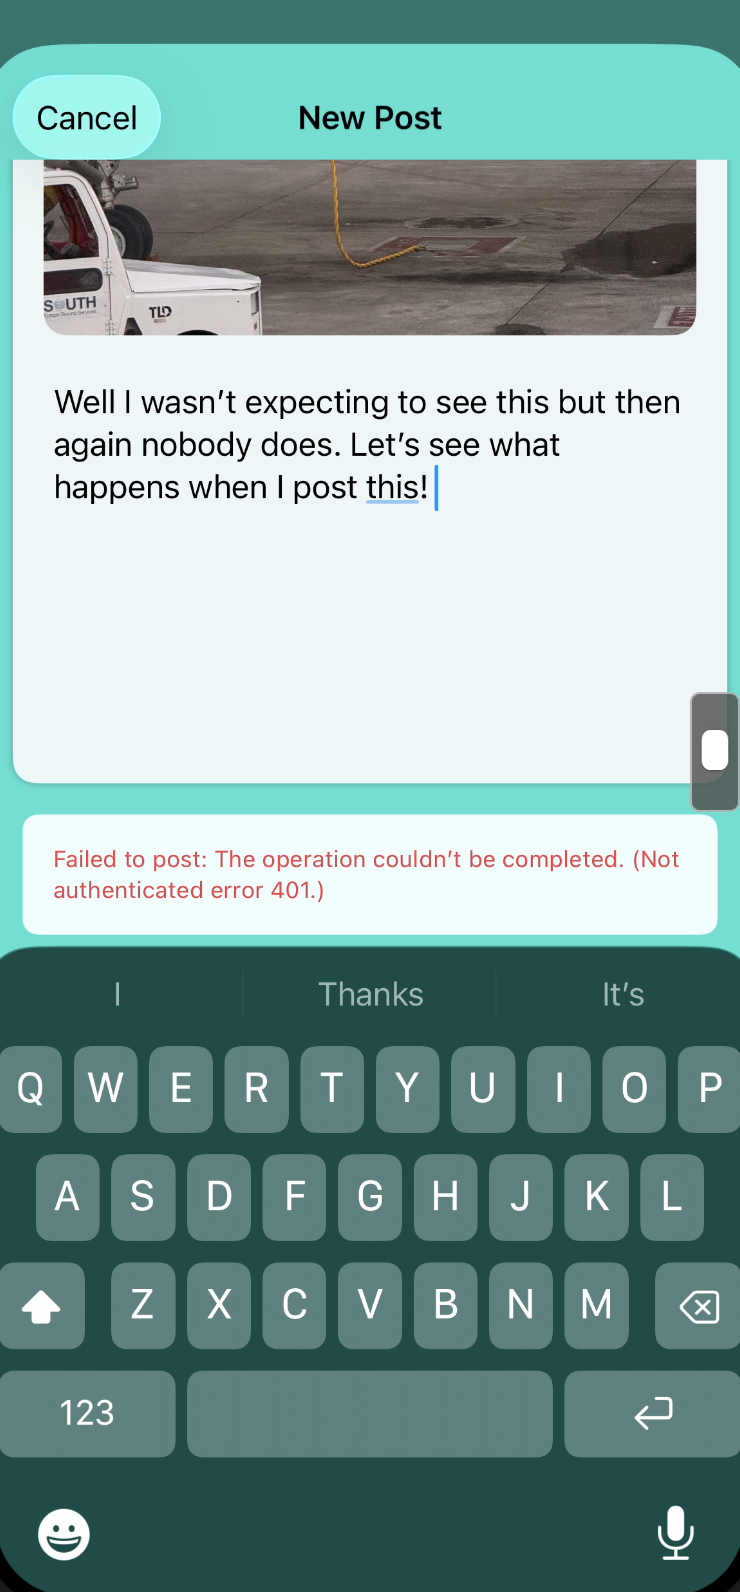 Cancel
New Post
SOUTH
TLD
Well I wasn’t expecting to see this but then
again nobody does. Let’s see what
happens when I post this!
Failed to post: The operation couldn’t be completed. (Not
authenticated error 401.)
I
Thanks
It’s
Q W E R T Y U I O P
A S D F G H J K L
Z X C V B N M
123